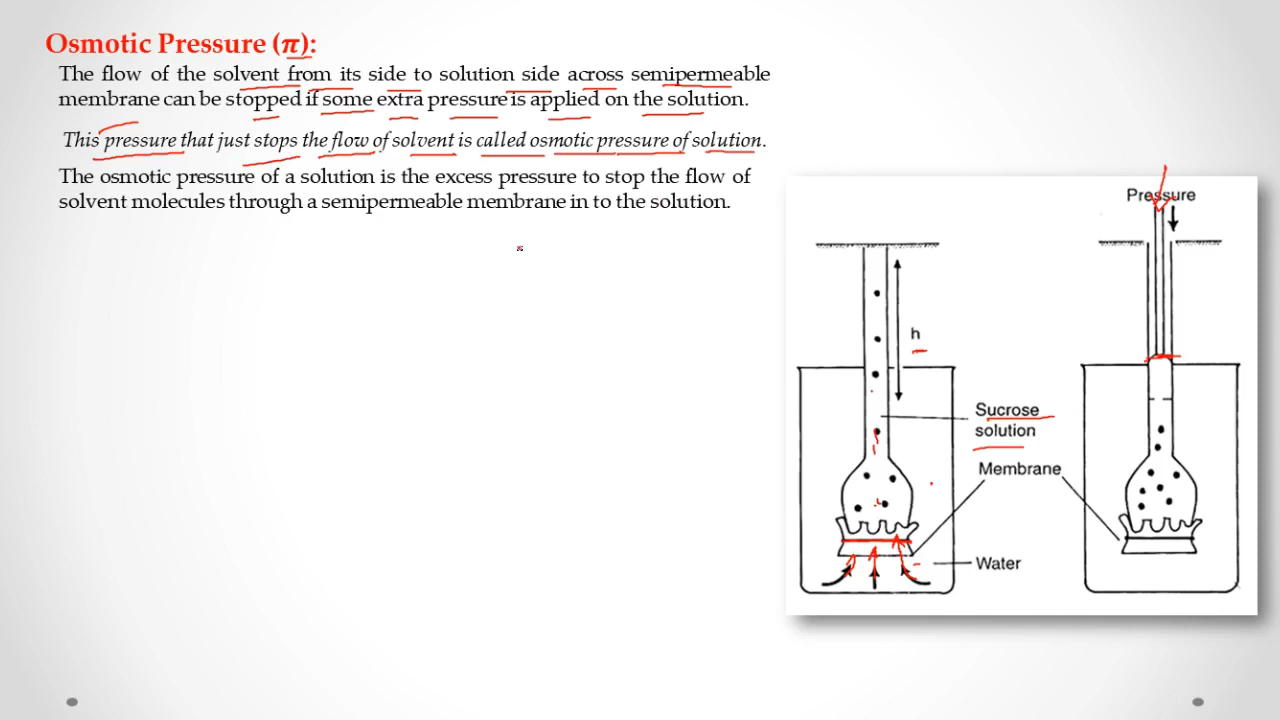 Osmotic Pressure (π):
The flow of the solvent from its side to solution side across semipermeable
membrane can be stopped if some extra pressure is applied on the solution.
This pressure that just stops the flow of solvent is called osmotic pressure of solution.
The osmotic pressure of a solution is the excess pressure to stop the flow of
solvent molecules through a semipermeable membrane in to the solution.
Pressure
h
Sucrose
solution
Membrane
Water